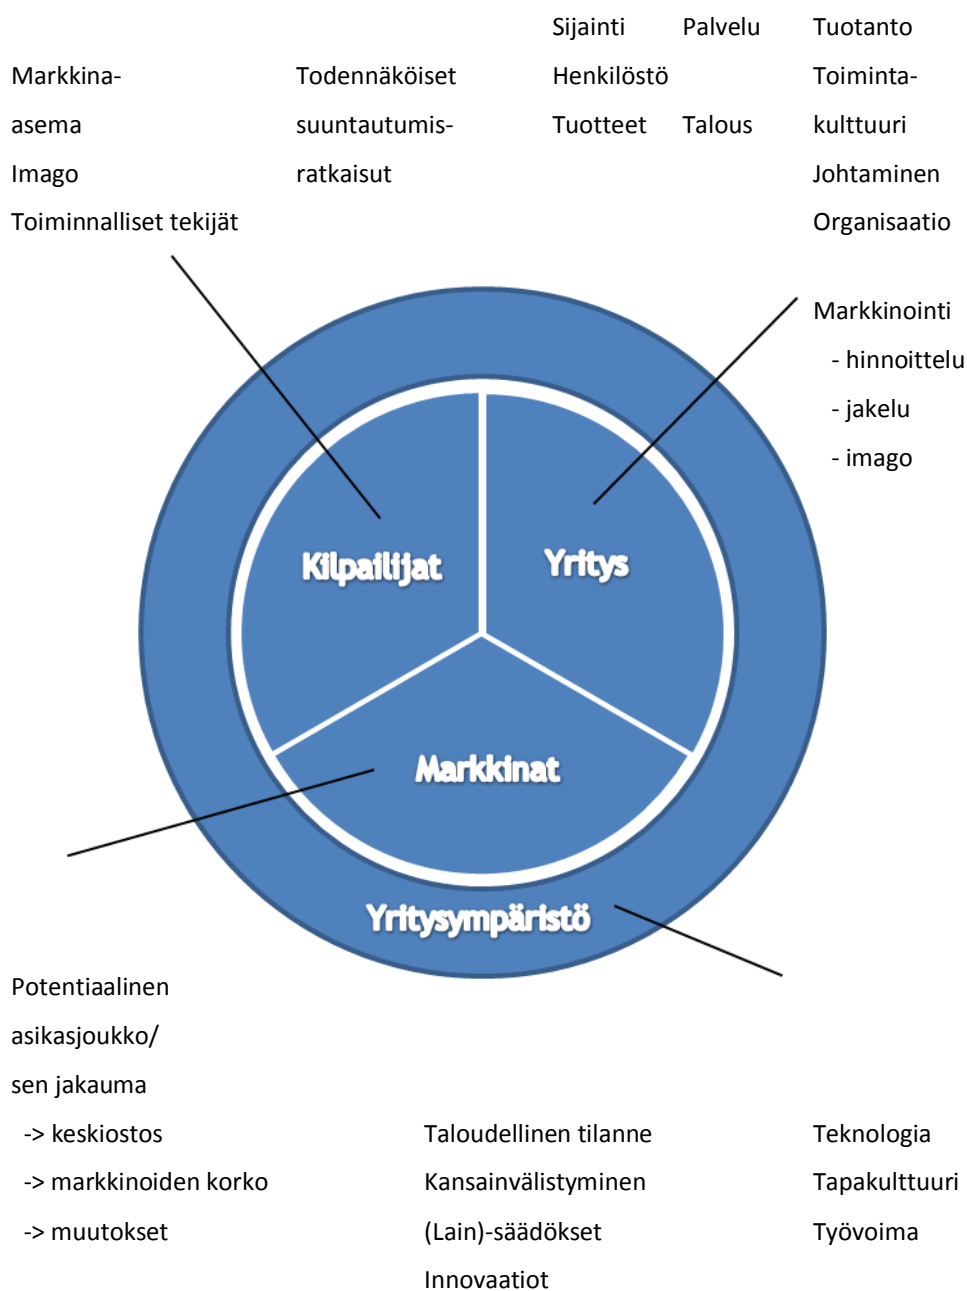 Sijainti Palvelu Tuotanto
Markkina- Todennäköiset Henkilöstö Toiminta-
asema suuntautumis- Tuotteet Talous kulttuuri
Imago ratkaisut Johtaminen
Toiminnalliset tekijät Organisaatio
Markkinointi
- hinnoittelu
- jakelu
- imago
Kilpailijat Yritys
Markkinat
Yritysympäristö
Potentiaalinen
asikasjoukko/
sen jakauma
-> keskiostos Taloudellinen tilanne Teknologia
-> markkinoiden korko Kansainvälistyminen Tapakulttuuri
-> muutokset (Lain)-säädökset Työvoima
Innovaatiot